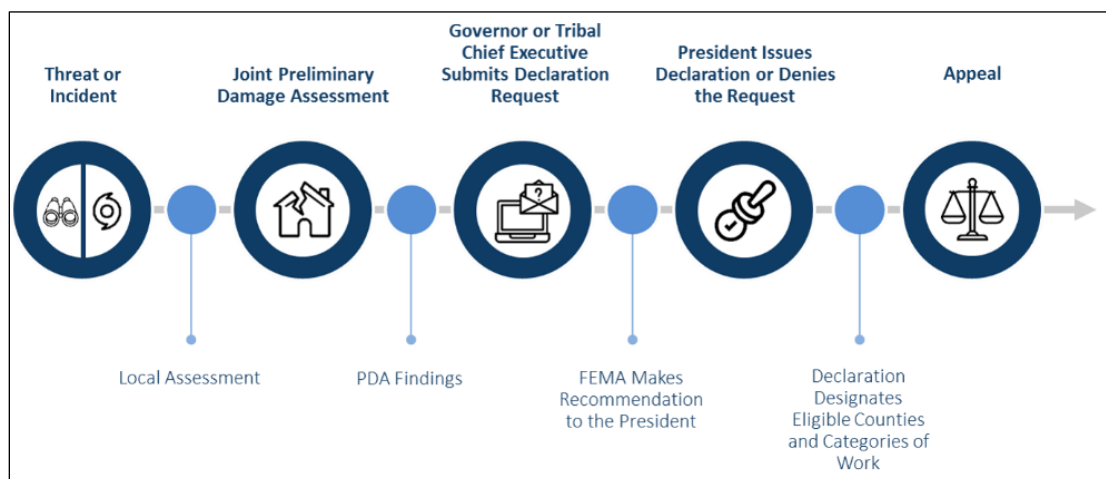 Threat or
Incident
Joint Preliminary
Damage Assessment
Governor or Tribal
Chief Executive
Submits Declaration
Request
President Issues
Declaration or Denies
the Request
Appeal
?
Local Assessment
PDA Findings
FEMA Makes
Recommendation
to the President
Declaration
Designates
Eligible Counties
and Categories of
Work